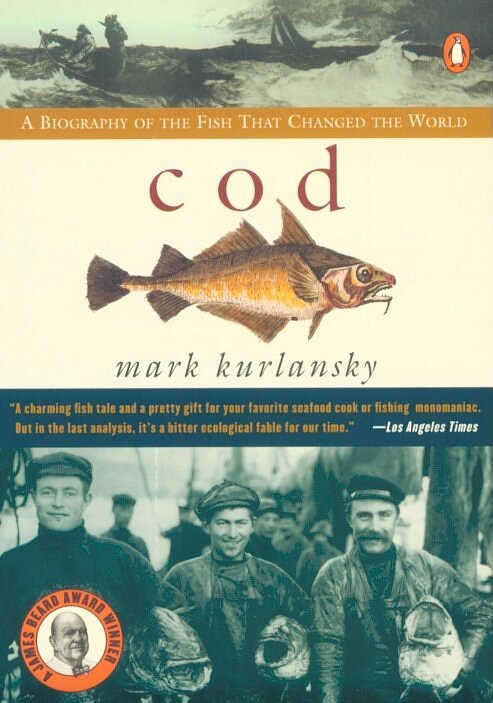 A BIOGRAPHY OF THE FISH THAT CHANGED THE WORLD
cod
mark kurlansky
"A charming fish tale and a pretty gift for your favorite seafood cook or fishing monomaniac.
But in the last analysis, it's a bitter ecological fable for our time." —Los Angeles Times
A JAMES BEARD AWARD WINNER